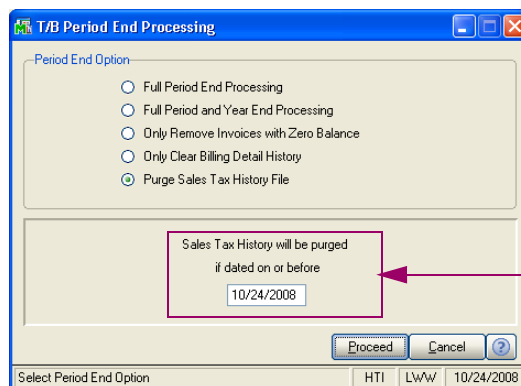 T/B Period End Processing
Period End Option
Full Period End Processing
Full Period and Year End Processing
Only Remove Invoices with Zero Balance
Only Clear Billing Detail History
Purge Sales Tax History File
Sales Tax History will be purged
if dated on or before
10/24/2008
Proceed Cancel ?
Select Period End Option HTI LWW 10/24/2008